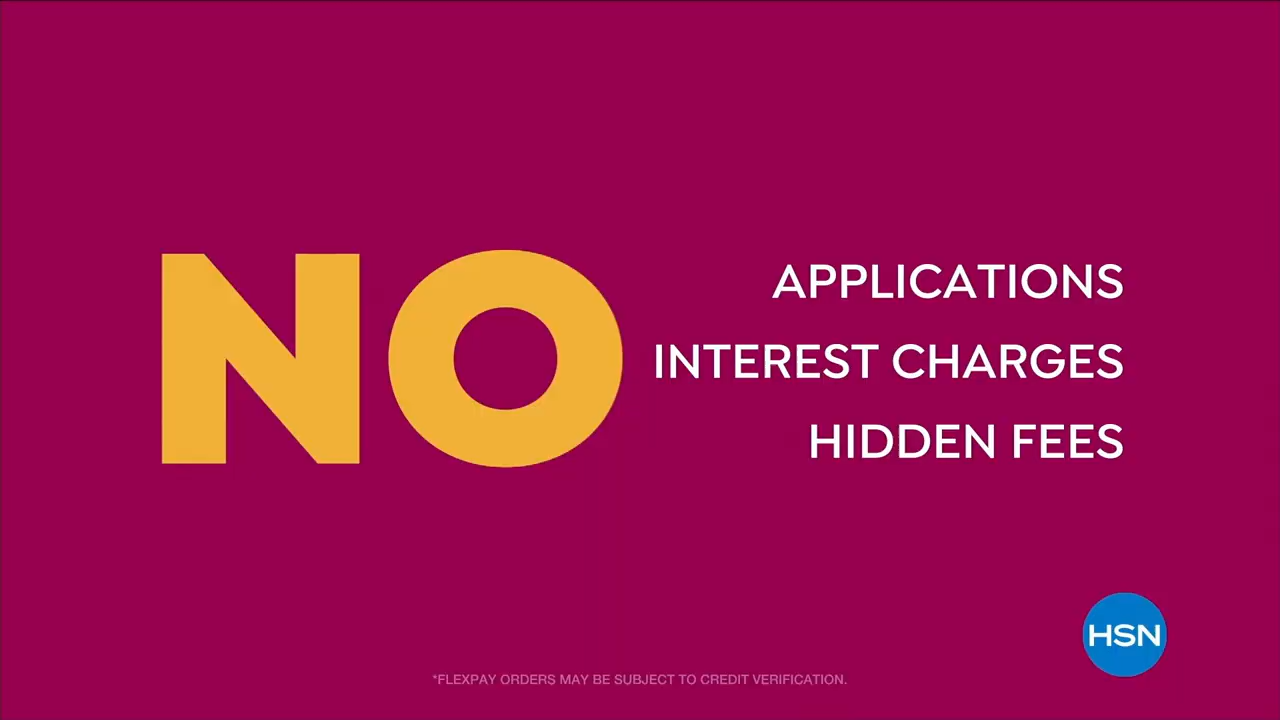 NO
APPLICATIONS
INTEREST CHARGES
HIDDEN FEES
HSN
*FLEXPAY ORDERS MAY BE SUBJECT TO CREDIT VERIFICATION.